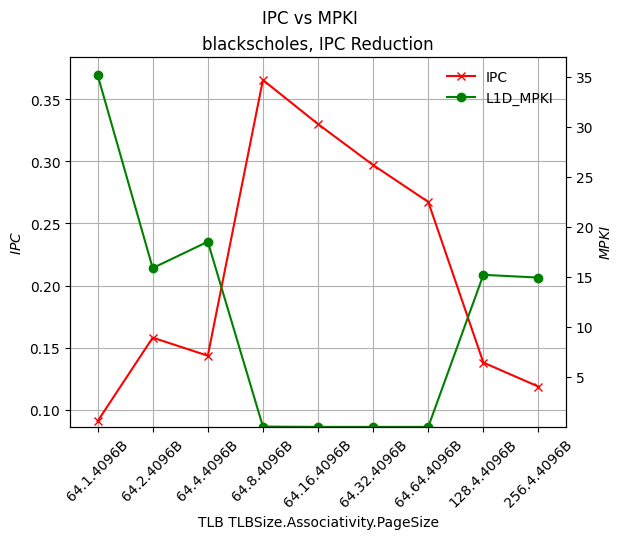 IPC vs MPKI
blackscholes, IPC Reduction
IPC
L1D_MPKI
0.35
0.30
0.25
0.20
0.15
0.10
IPC
35
30
25
20
15
10
5
MPKI
64.1.4096B
64.2.4096B
64.4.4096B
64.8.4096B
64.16.4096B
64.32.4096B
64.64.4096B
128.4.4096B
256.4.4096B
TLB TLBSize.Associativity.PageSize